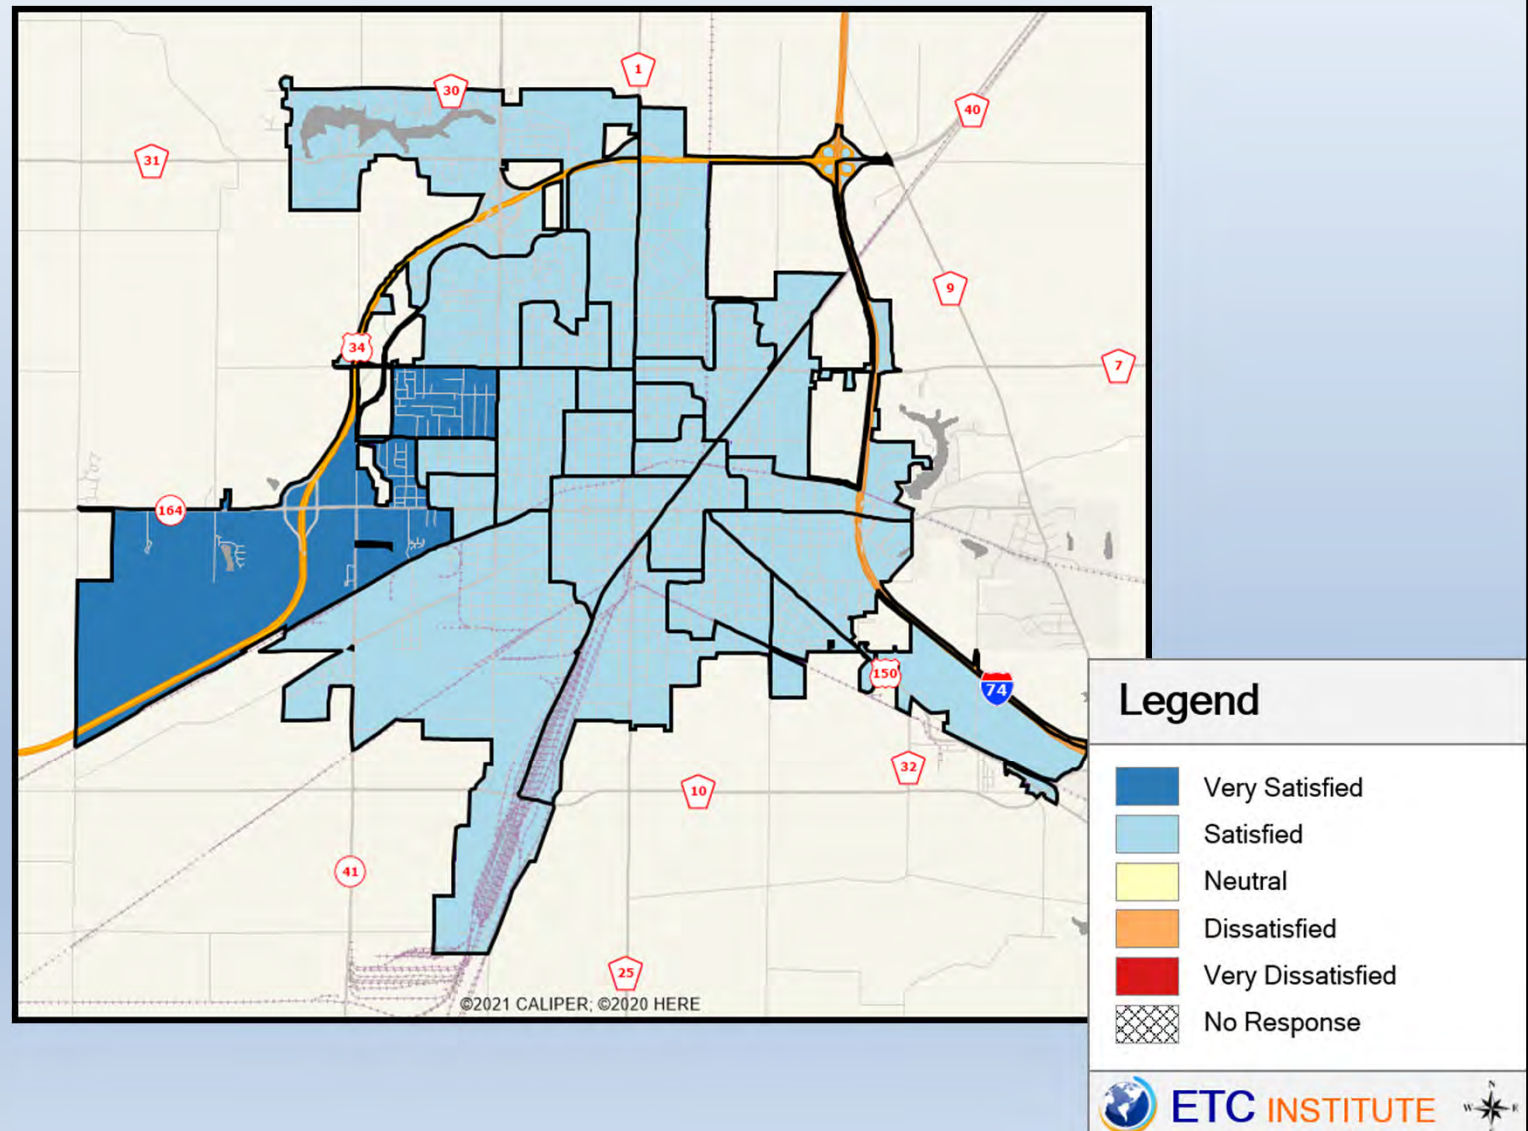 1
30
40
31
9
34
7
164
150
74
32
10
41
25
©2021 CALIPER; ©2020 HERE
Legend
Very Satisfied
Satisfied
Neutral
Dissatisfied
Very Dissatisfied
No Response
ETC INSTITUTE
N
W E